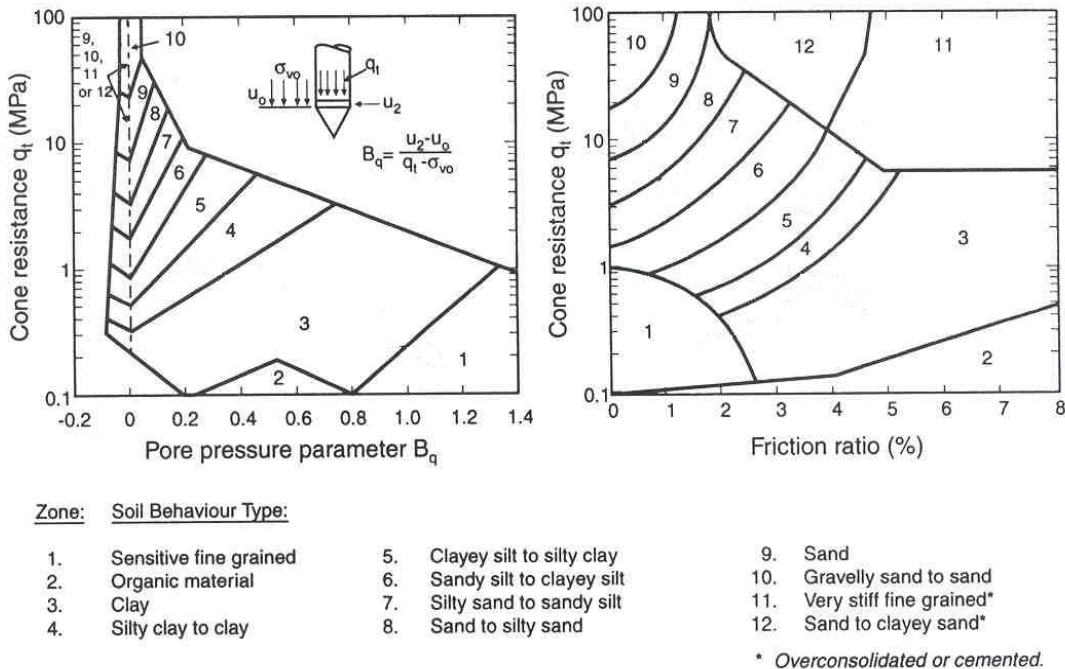 100
10
1
0.1
Cone resistance qt (MPa)
9,
10,
11
or 12
10
9
8
7
6
5
4
3
2
1
σvo
uo
qt
u2
Bq = u2-uo / qt -σvo
-0.2 0 0.2 0.4 0.6 0.8 1.0 1.2 1.4
Pore pressure parameter Bq
100
10
1
0.1
Cone resistance qt (MPa)
10
9
8
7
6
5
4
3
2
1
12
11
0 1 2 3 4 5 6 7 8
Friction ratio (%)
Zone: Soil Behaviour Type:
1. Sensitive fine grained
2. Organic material
3. Clay
4. Silty clay to clay
5. Clayey silt to silty clay
6. Sandy silt to clayey silt
7. Silty sand to sandy silt
8. Sand to silty sand
9. Sand
10. Gravelly sand to sand
11. Very stiff fine grained*
12. Sand to clayey sand*
* Overconsolidated or cemented.